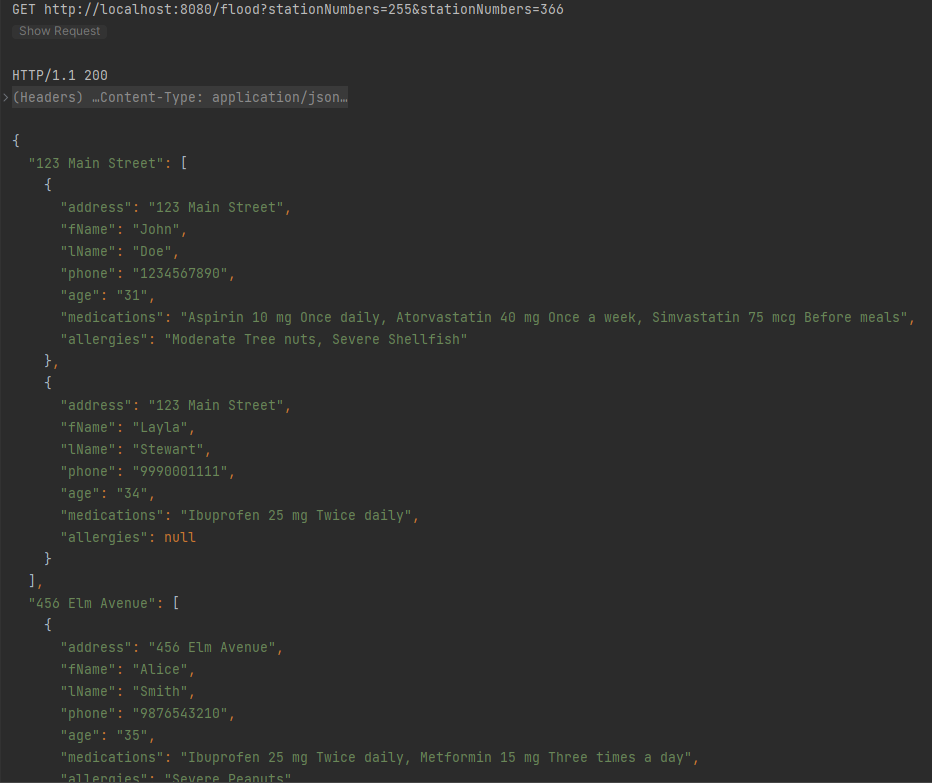 GET http://localhost:8080/flood?stationNumbers=255&stationNumbers=366
Show Request
HTTP/1.1 200
(Headers) …Content-Type: application/json…
{
"123 Main Street": [
{
"address": "123 Main Street",
"fName": "John",
"lName": "Doe",
"phone": "1234567890",
"age": "31",
"medications": "Aspirin 10 mg Once daily, Atorvastatin 40 mg Once a week, Simvastatin 75 mcg Before meals",
"allergies": "Moderate Tree nuts, Severe Shellfish"
},
{
"address": "123 Main Street",
"fName": "Layla",
"lName": "Stewart",
"phone": "9990001111",
"age": "34",
"medications": "Ibuprofen 25 mg Twice daily",
"allergies": null
}
],
"456 Elm Avenue": [
{
"address": "456 Elm Avenue",
"fName": "Alice",
"lName": "Smith",
"phone": "9876543210",
"age": "35",
"medications": "Ibuprofen 25 mg Twice daily, Metformin 15 mg Three times a day",
"allergies": "Severe Peanuts"